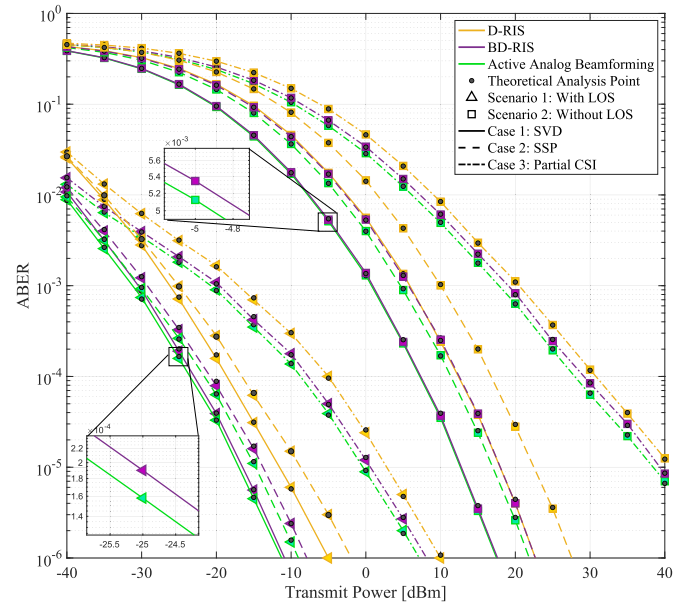 10^0
10^-1
10^-2
10^-3
10^-4
10^-5
10^-6
ABER
D-RIS
BD-RIS
Active Analog Beamforming
Theoretical Analysis Point
Scenario 1: With LOS
Scenario 2: Without LOS
Case 1: SVD
Case 2: SSP
Case 3: Partial CSI
×10^-3
5.6
5.4
5.2
5
-5
-4.8
×10^-4
2.2
2
1.8
1.6
1.4
-25.5
-25
-24.5
-40
-30
-20
-10
0
10
20
30
40
Transmit Power [dBm]